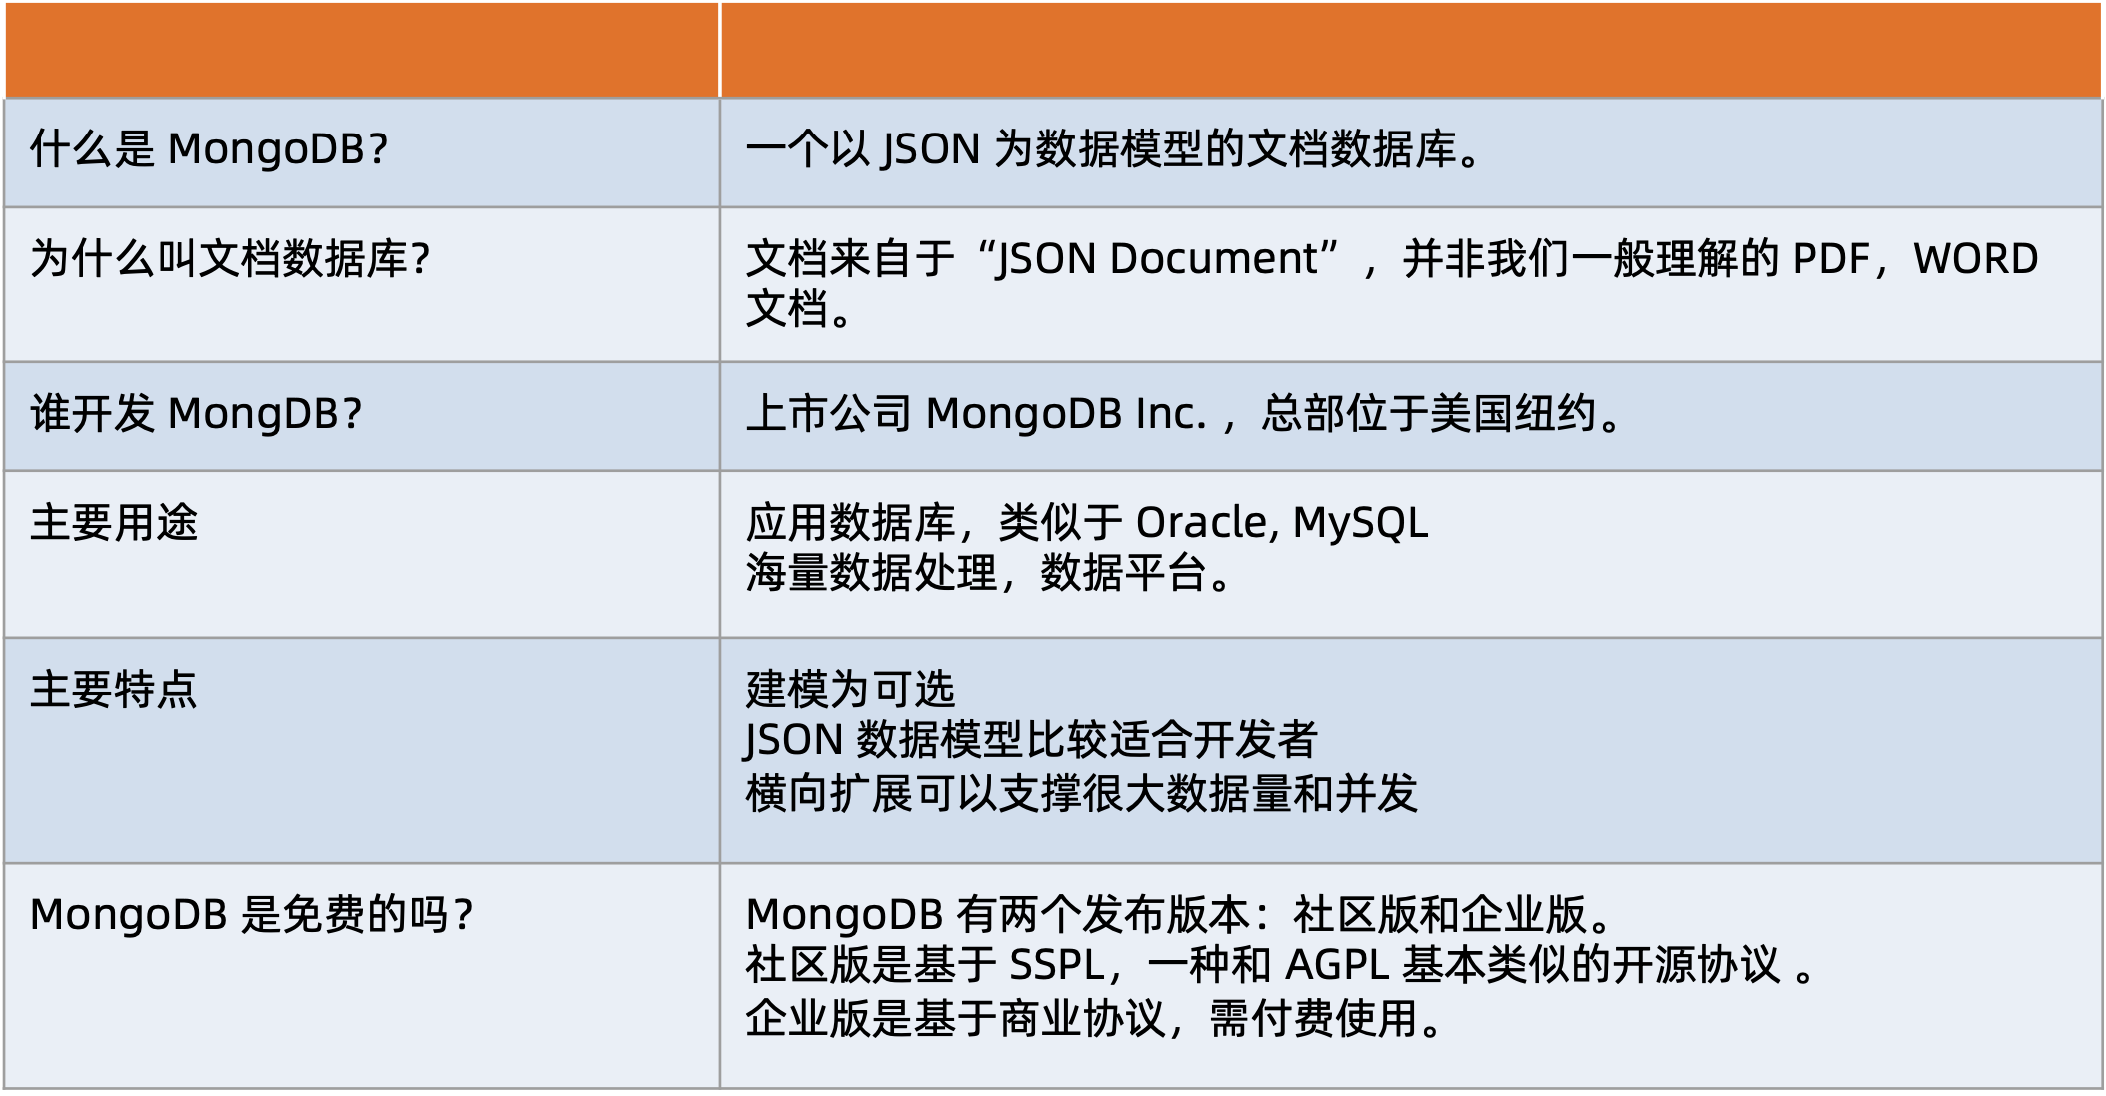 什么是 MongoDB?
一个以 JSON 为数据模型的文档数据库。
为什么叫文档数据库?
文档来自于“JSON Document”，并非我们一般理解的 PDF，WORD
文档。
谁开发 MongDB?
上市公司 MongoDB Inc.，总部位于美国纽约。
主要用途
应用数据库，类似于 Oracle, MySQL
海量数据处理，数据平台。
主要特点
建模为可选
JSON 数据模型比较适合开发者
横向扩展可以支撑很大数据量和并发
MongoDB 是免费的吗?
MongoDB 有两个发布版本：社区版和企业版。
社区版是基于 SSPL，一种和 AGPL 基本类似的开源协议 。
企业版是基于商业协议，需付费使用。